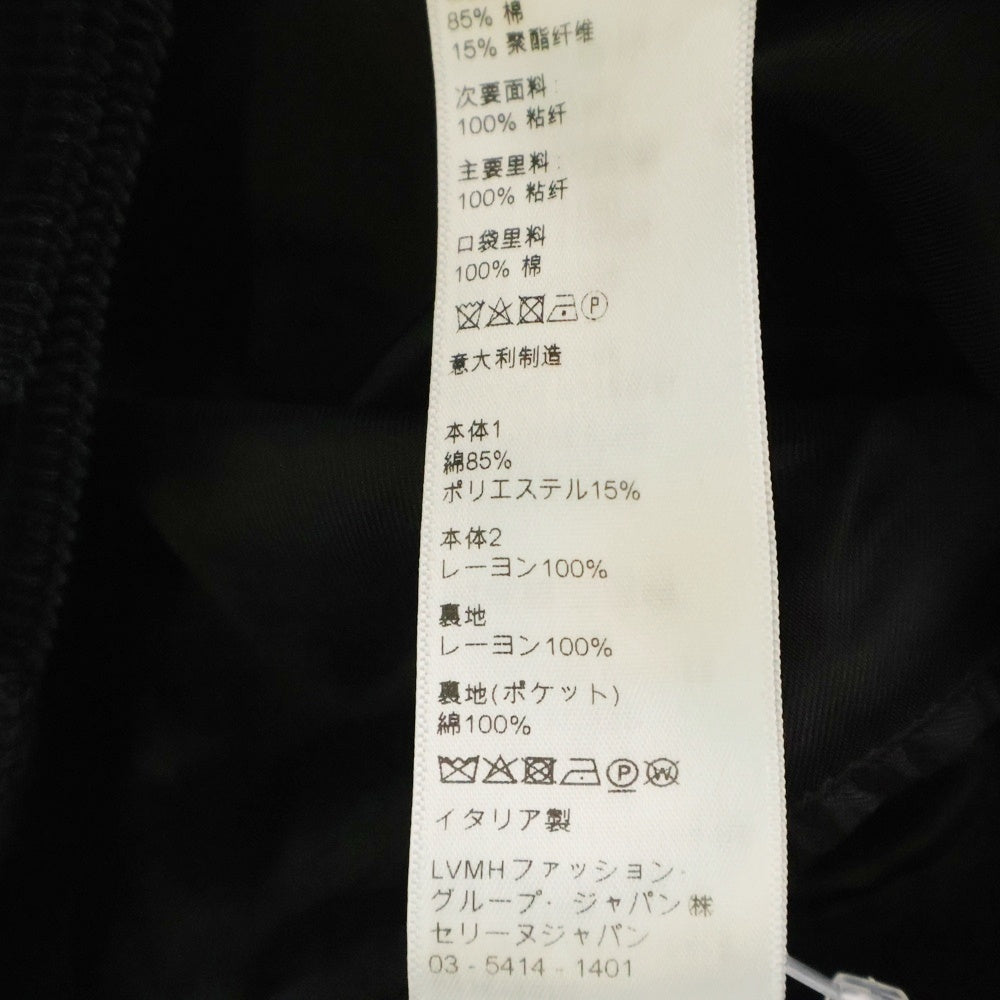 85% 棉
15% 聚酯纤维
次要面料:
100% 粘纤
主要里料:
100% 粘纤
口袋里料
100% 棉
P
意大利制造
本体1
綿85%
ポリエステル15%
本体2
レーヨン100%
裏地
レーヨン100%
裏地(ポケット)
綿100%
P W
イタリア製
LVMHファッション·
グループ· ジャパン㈱
セリーヌジャパン
03 - 5414 - 1401